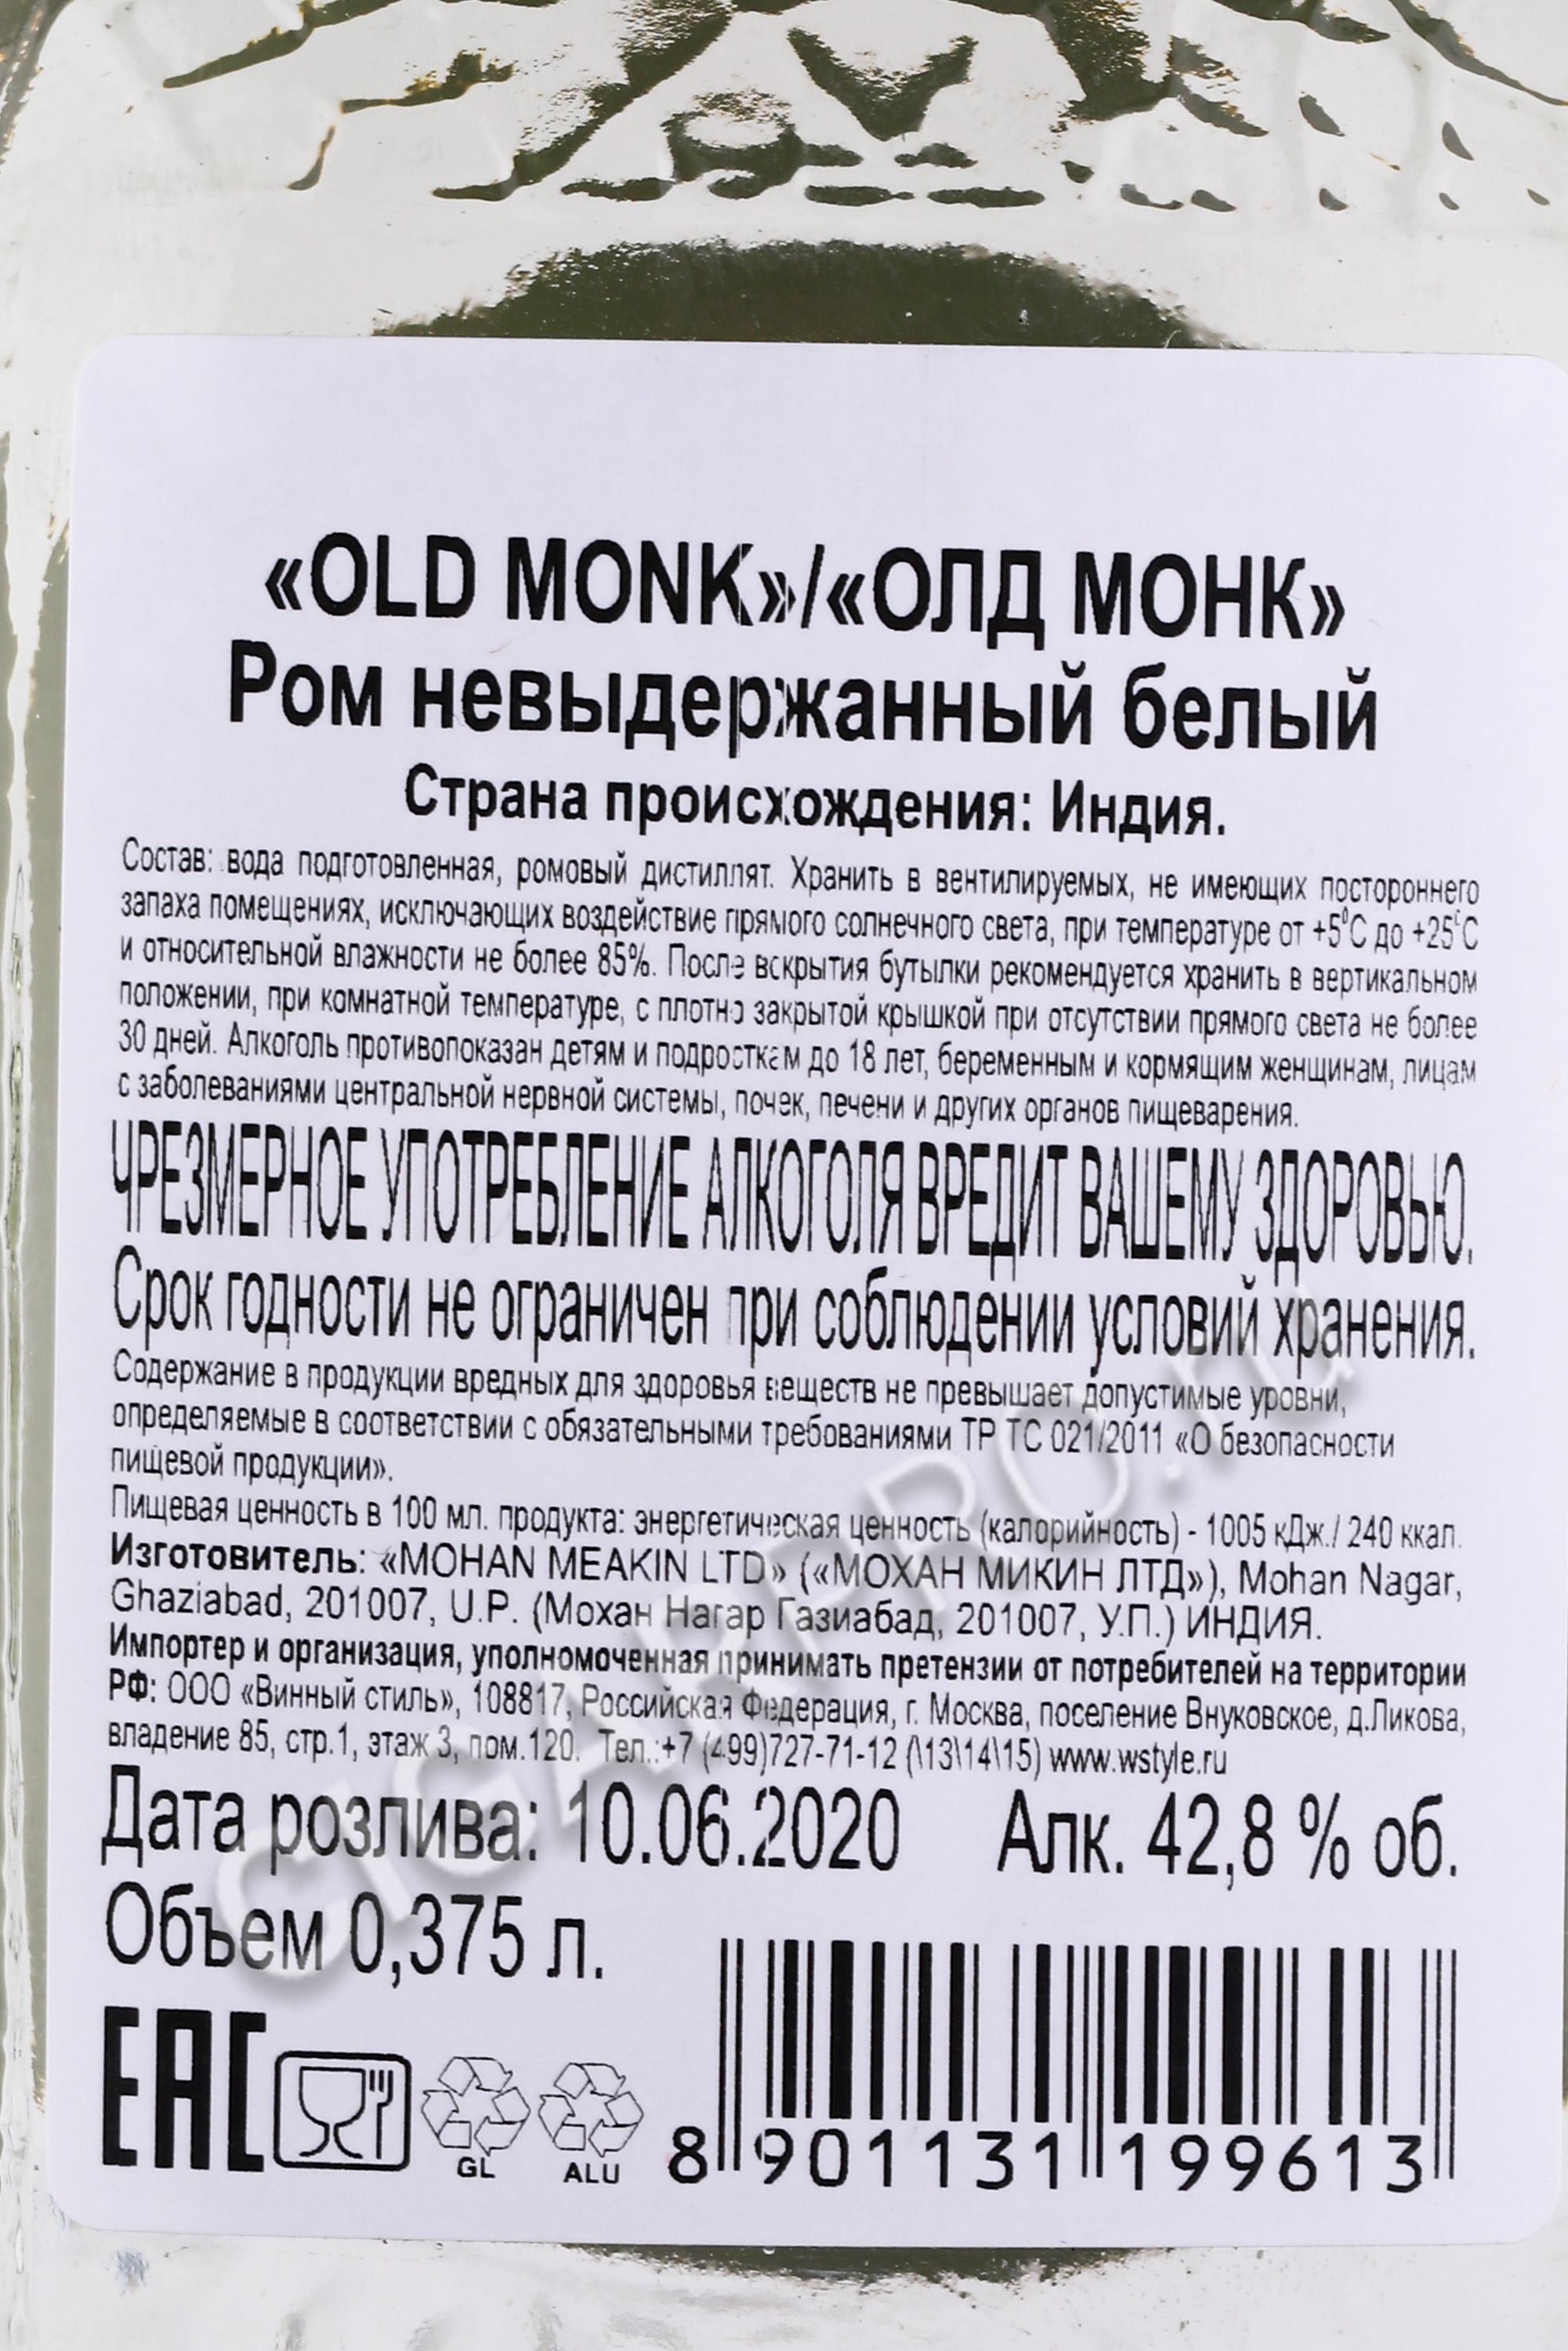 «OLD MONK»/«ОЛД МОНК»
Ром невыдержанный белый
Страна происхождения: Индия.
Состав: вода подготовленная, ромовый дистиллят. Хранить в вентилируемых, не имеющих постороннего
запаха помещениях, исключающих воздействие прямого солнечного света, при температуре от +5°С до +25°С
и относительной влажности не более 85%. После вскрытия бутылки рекомендуется хранить в вертикальном
положении, при комнатной температуре, с плотно закрытой крышкой при отсутствии прямого света не более
30 дней. Алкоголь противопоказан детям и подросткам до 18 лет, беременным и кормящим женщинам, лицам
с заболеваниями центральной нервной системы, почек, печени и других органов пищеварения.
ЧРЕЗМЕРНОЕ УПОТРЕБЛЕНИЕ АЛКОГОЛЯ ВРЕДИТ ВАШЕМУ ЗДОРОВЬЮ.
Срок годности не ограничен при соблюдении условий хранения.
Содержание в продукции вредных для здоровья веществ не превышает допустимые уровни,
определяемые в соответствии с обязательными требованиями ТР ТС 021/2011 «О безопасности
пищевой продукции».
Пищевая ценность в 100 мл. продукта: энергетическая ценность (калорийность) - 1005 кДж./ 240 ккал.
Изготовитель: «MOHAN MEAKIN LTD» («МОХАН МИКИН ЛТД»), Mohan Nagar,
Ghaziabad, 201007, U.P. (Мохан Нагар Газиабад, 201007, У.П.) ИНДИЯ.
Импортер и организация, уполномоченная принимать претензии от потребителей на территории
РФ: ООО «Винный стиль», 108817, Российская Федерация, г. Москва, поселение Внуковское, д.Ликова,
владение 85, стр.1, этаж 3, пом.120. Тел.:+7 (499)727-71-12 (\13\14\15) www.wstyle.ru
Дата розлива: 10.06.2020 Алк. 42,8 % об.
Объем 0,375 л.
EAC
GL ALU
8 901131 199613
CIGARPRO.ru